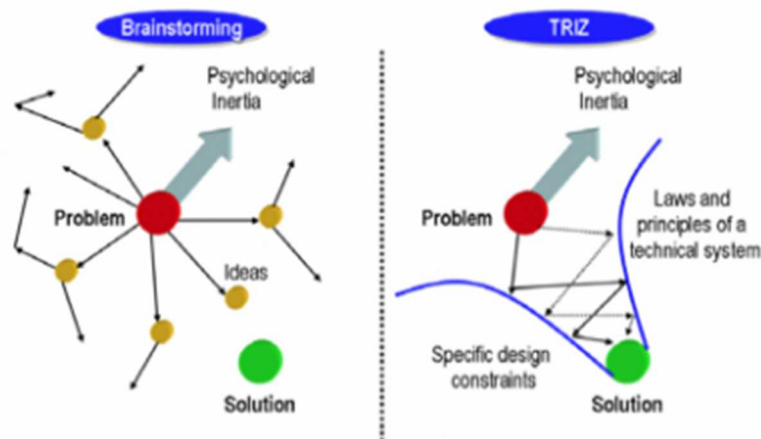 Brainstorming
Psychological
Inertia
Problem
Ideas
Solution
TRIZ
Psychological
Inertia
Problem
Laws and
principles of a
technical system
Specific design
constraints
Solution